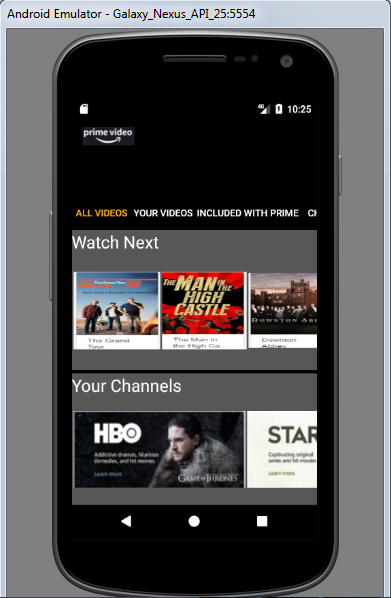 Android Emulator - Galaxy_Nexus_API_25:5554
4G 10:25
prime video
ALL VIDEOS YOUR VIDEOS INCLUDED WITH PRIME CH
Watch Next
The Grand Tour
THE MAN IN THE
HIGH
CASTLE
DOWNTON AB
The Grand
Tour
The Man in
the High Ca...
Downton
Abbey
Your Channels
HBO
Addictive dramas, hilarious
comedies, and hit movies
Learn more
GAME OF THRONES
STAR
Captivating original
series and hit movies
Learn more